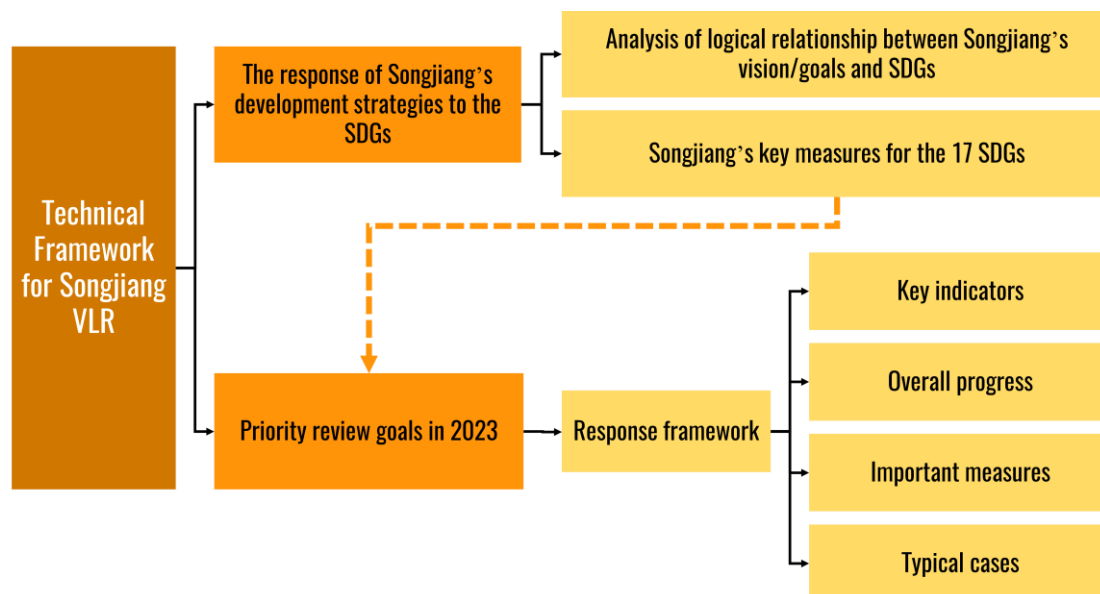 Technical
Framework
for Songjiang
VLR
The response of Songjiang’s
development strategies to the
SDGs
Analysis of logical relationship between Songjiang’s
vision/goals and SDGs
Songjiang’s key measures for the 17 SDGs
Priority review goals in 2023
Response framework
Key indicators
Overall progress
Important measures
Typical cases